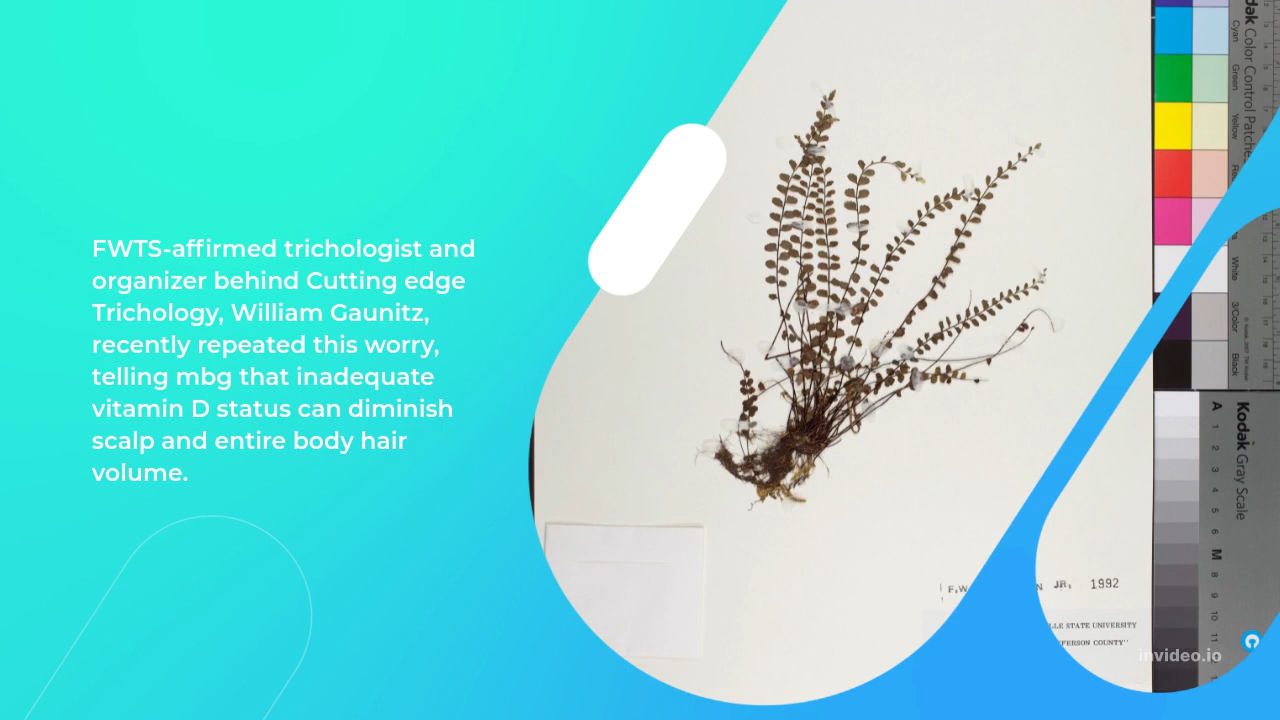 FWTS-affirmed trichologist and
organizer behind Cutting edge
Trichology, William Gaunitz,
recently repeated this worry,
telling mbg that inadequate
vitamin D status can diminish
scalp and entire body hair
volume.
Kodak Color Control Patches
Cyan
Green
Yellow
White
3/Color
Black
Kodak Gray Scale
A 1 2 3 4 5 6 M 8 9 10 11
JR, 1992
STATE UNIVERSITY
COUNTY"
invideo.io